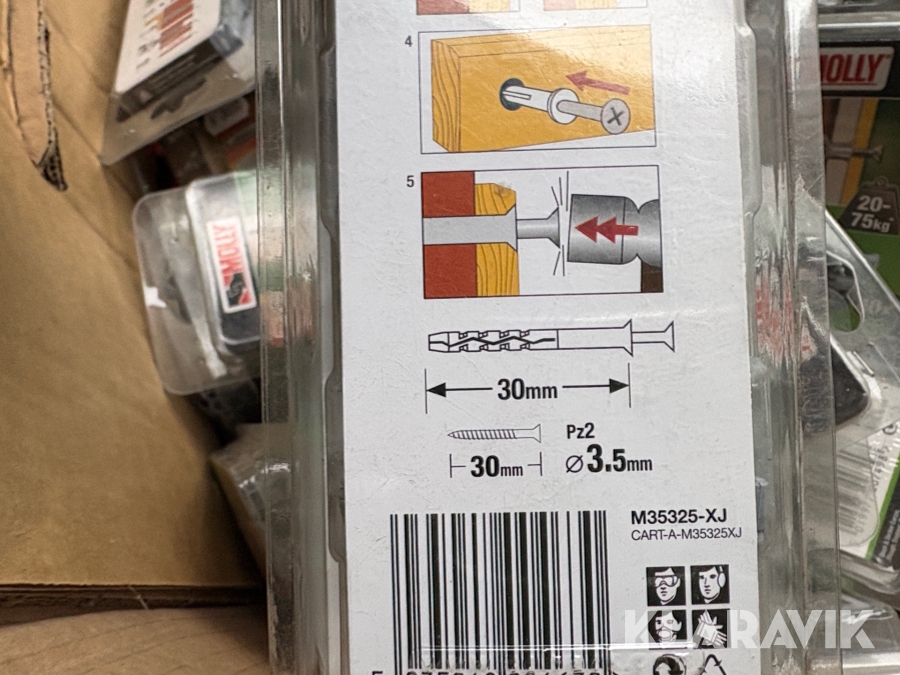 4
5
30mm
Pz2
30mm
⌀3.5mm
M35325-XJ
CART-A-M35325XJ
MOLLY
MOLLY
20-
75kg
KLARAVIK